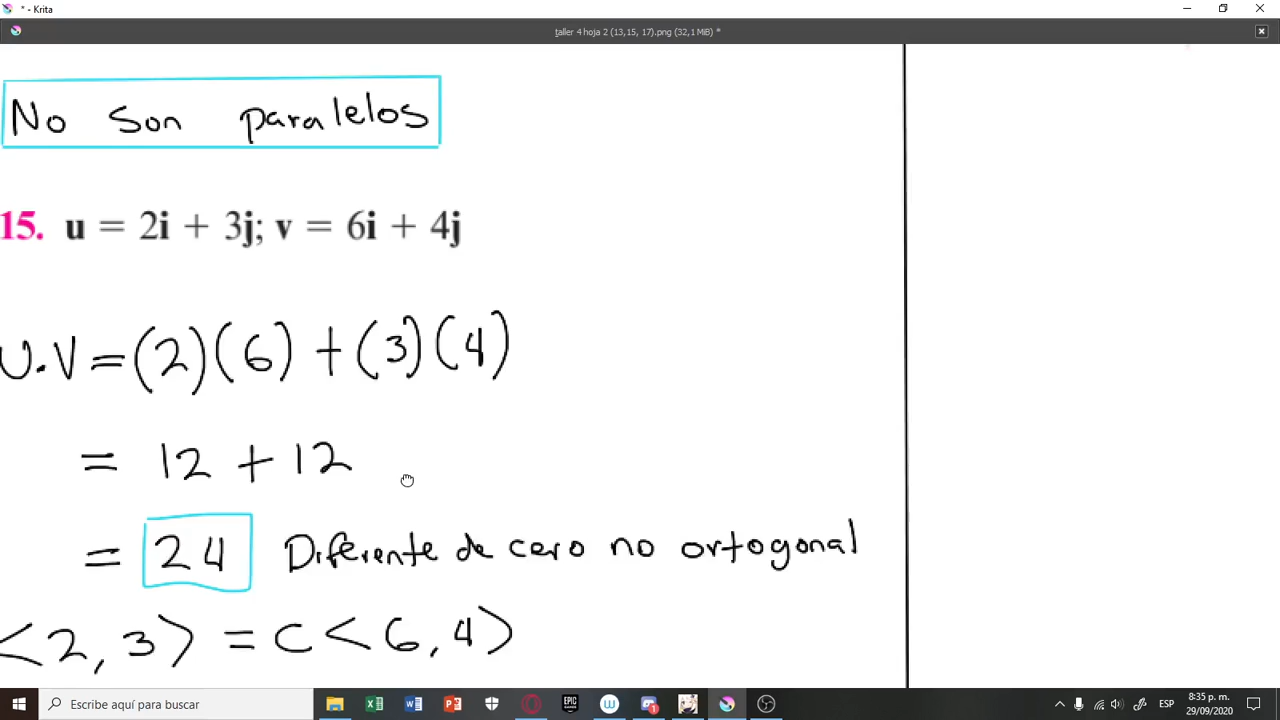 * - Krita
taller 4 hoja 2 (13,15, 17).png (32,1 MiB) *
No son paralelos
15. u = 2i + 3j; v = 6i + 4j
U.V = (2)(6) + (3)(4)
= 12 + 12
= 24 Diferente de cero no ortogonal
<2, 3> = C<6, 4>
Escribe aquí para buscar
ESP
8:35 p. m.
29/09/2020